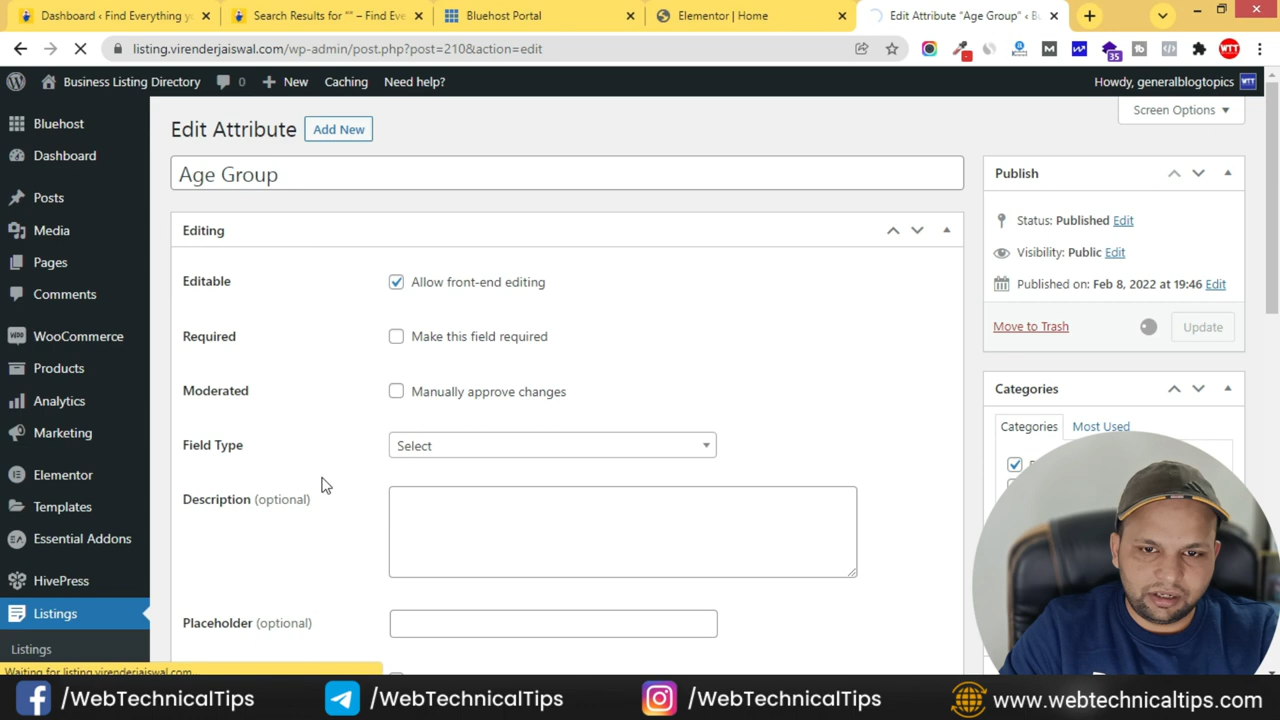 Dashboard ‹ Find Everything yo
Search Results for “” – Find Eve
Bluehost Portal
Elementor | Home
Edit Attribute “Age Group” ‹ Bu
listing.virenderjaiswal.com/wp-admin/post.php?post=210&action=edit
35
WTT
Business Listing Directory
0
New
Caching
Need help?
Howdy, generalblogtopics
Bluehost
Dashboard
Posts
Media
Pages
Comments
WooCommerce
Products
Analytics
Marketing
Elementor
Templates
Essential Addons
HivePress
Listings
Listings
Edit Attribute
Add New
Screen Options
Age Group
Editing
Editable
Allow front-end editing
Required
Make this field required
Moderated
Manually approve changes
Field Type
Select
Description (optional)
Placeholder (optional)
Publish
Status: Published Edit
Visibility: Public Edit
Published on: Feb 8, 2022 at 19:46 Edit
Move to Trash
Update
Categories
Categories
Most Used
Waiting for listing.virenderjaiswal.com...
/WebTechnicalTips
/WebTechnicalTips
/WebTechnicalTips
www.webtechnicaltips.com